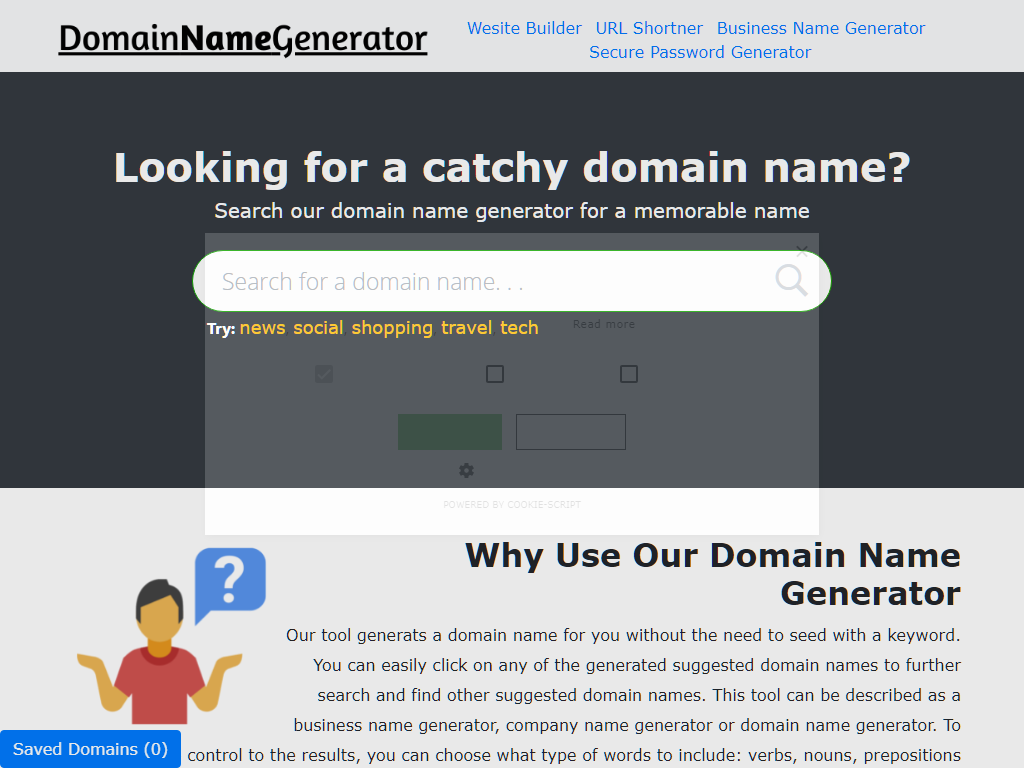 DomainNameGenerator
Wesite Builder URL Shortner Business Name Generator
Secure Password Generator
Looking for a catchy domain name?
Search our domain name generator for a memorable name
Search for a domain name. . .
Try: news social shopping travel tech
Read more
POWERED BY COOKIE-SCRIPT
?
Why Use Our Domain Name
Generator
Our tool generats a domain name for you without the need to seed with a keyword.
You can easily click on any of the generated suggested domain names to further
search and find other suggested domain names. This tool can be described as a
business name generator, company name generator or domain name generator. To
control to the results, you can choose what type of words to include: verbs, nouns, prepositions
Saved Domains (0)